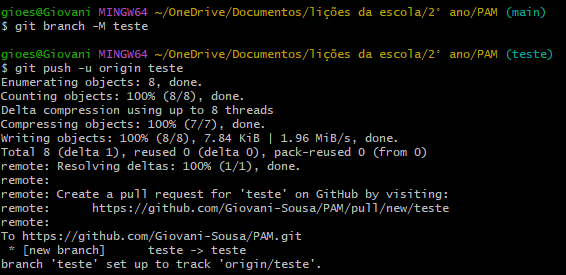 gioes@Giovani MINGW64 ~/OneDrive/Documentos/lições da escola/2° ano/PAM (main)
$ git branch -M teste
gioes@Giovani MINGW64 ~/OneDrive/Documentos/lições da escola/2° ano/PAM (teste)
$ git push -u origin teste
Enumerating objects: 8, done.
Counting objects: 100% (8/8), done.
Delta compression using up to 8 threads
Compressing objects: 100% (7/7), done.
Writing objects: 100% (8/8), 7.84 KiB | 1.96 MiB/s, done.
Total 8 (delta 1), reused 0 (delta 0), pack-reused 0 (from 0)
remote: Resolving deltas: 100% (1/1), done.
remote:
remote: Create a pull request for 'teste' on GitHub by visiting:
remote:      https://github.com/Giovani-Sousa/PAM/pull/new/teste
remote:
To https://github.com/Giovani-Sousa/PAM.git
 * [new branch]      teste -> teste
branch 'teste' set up to track 'origin/teste'.